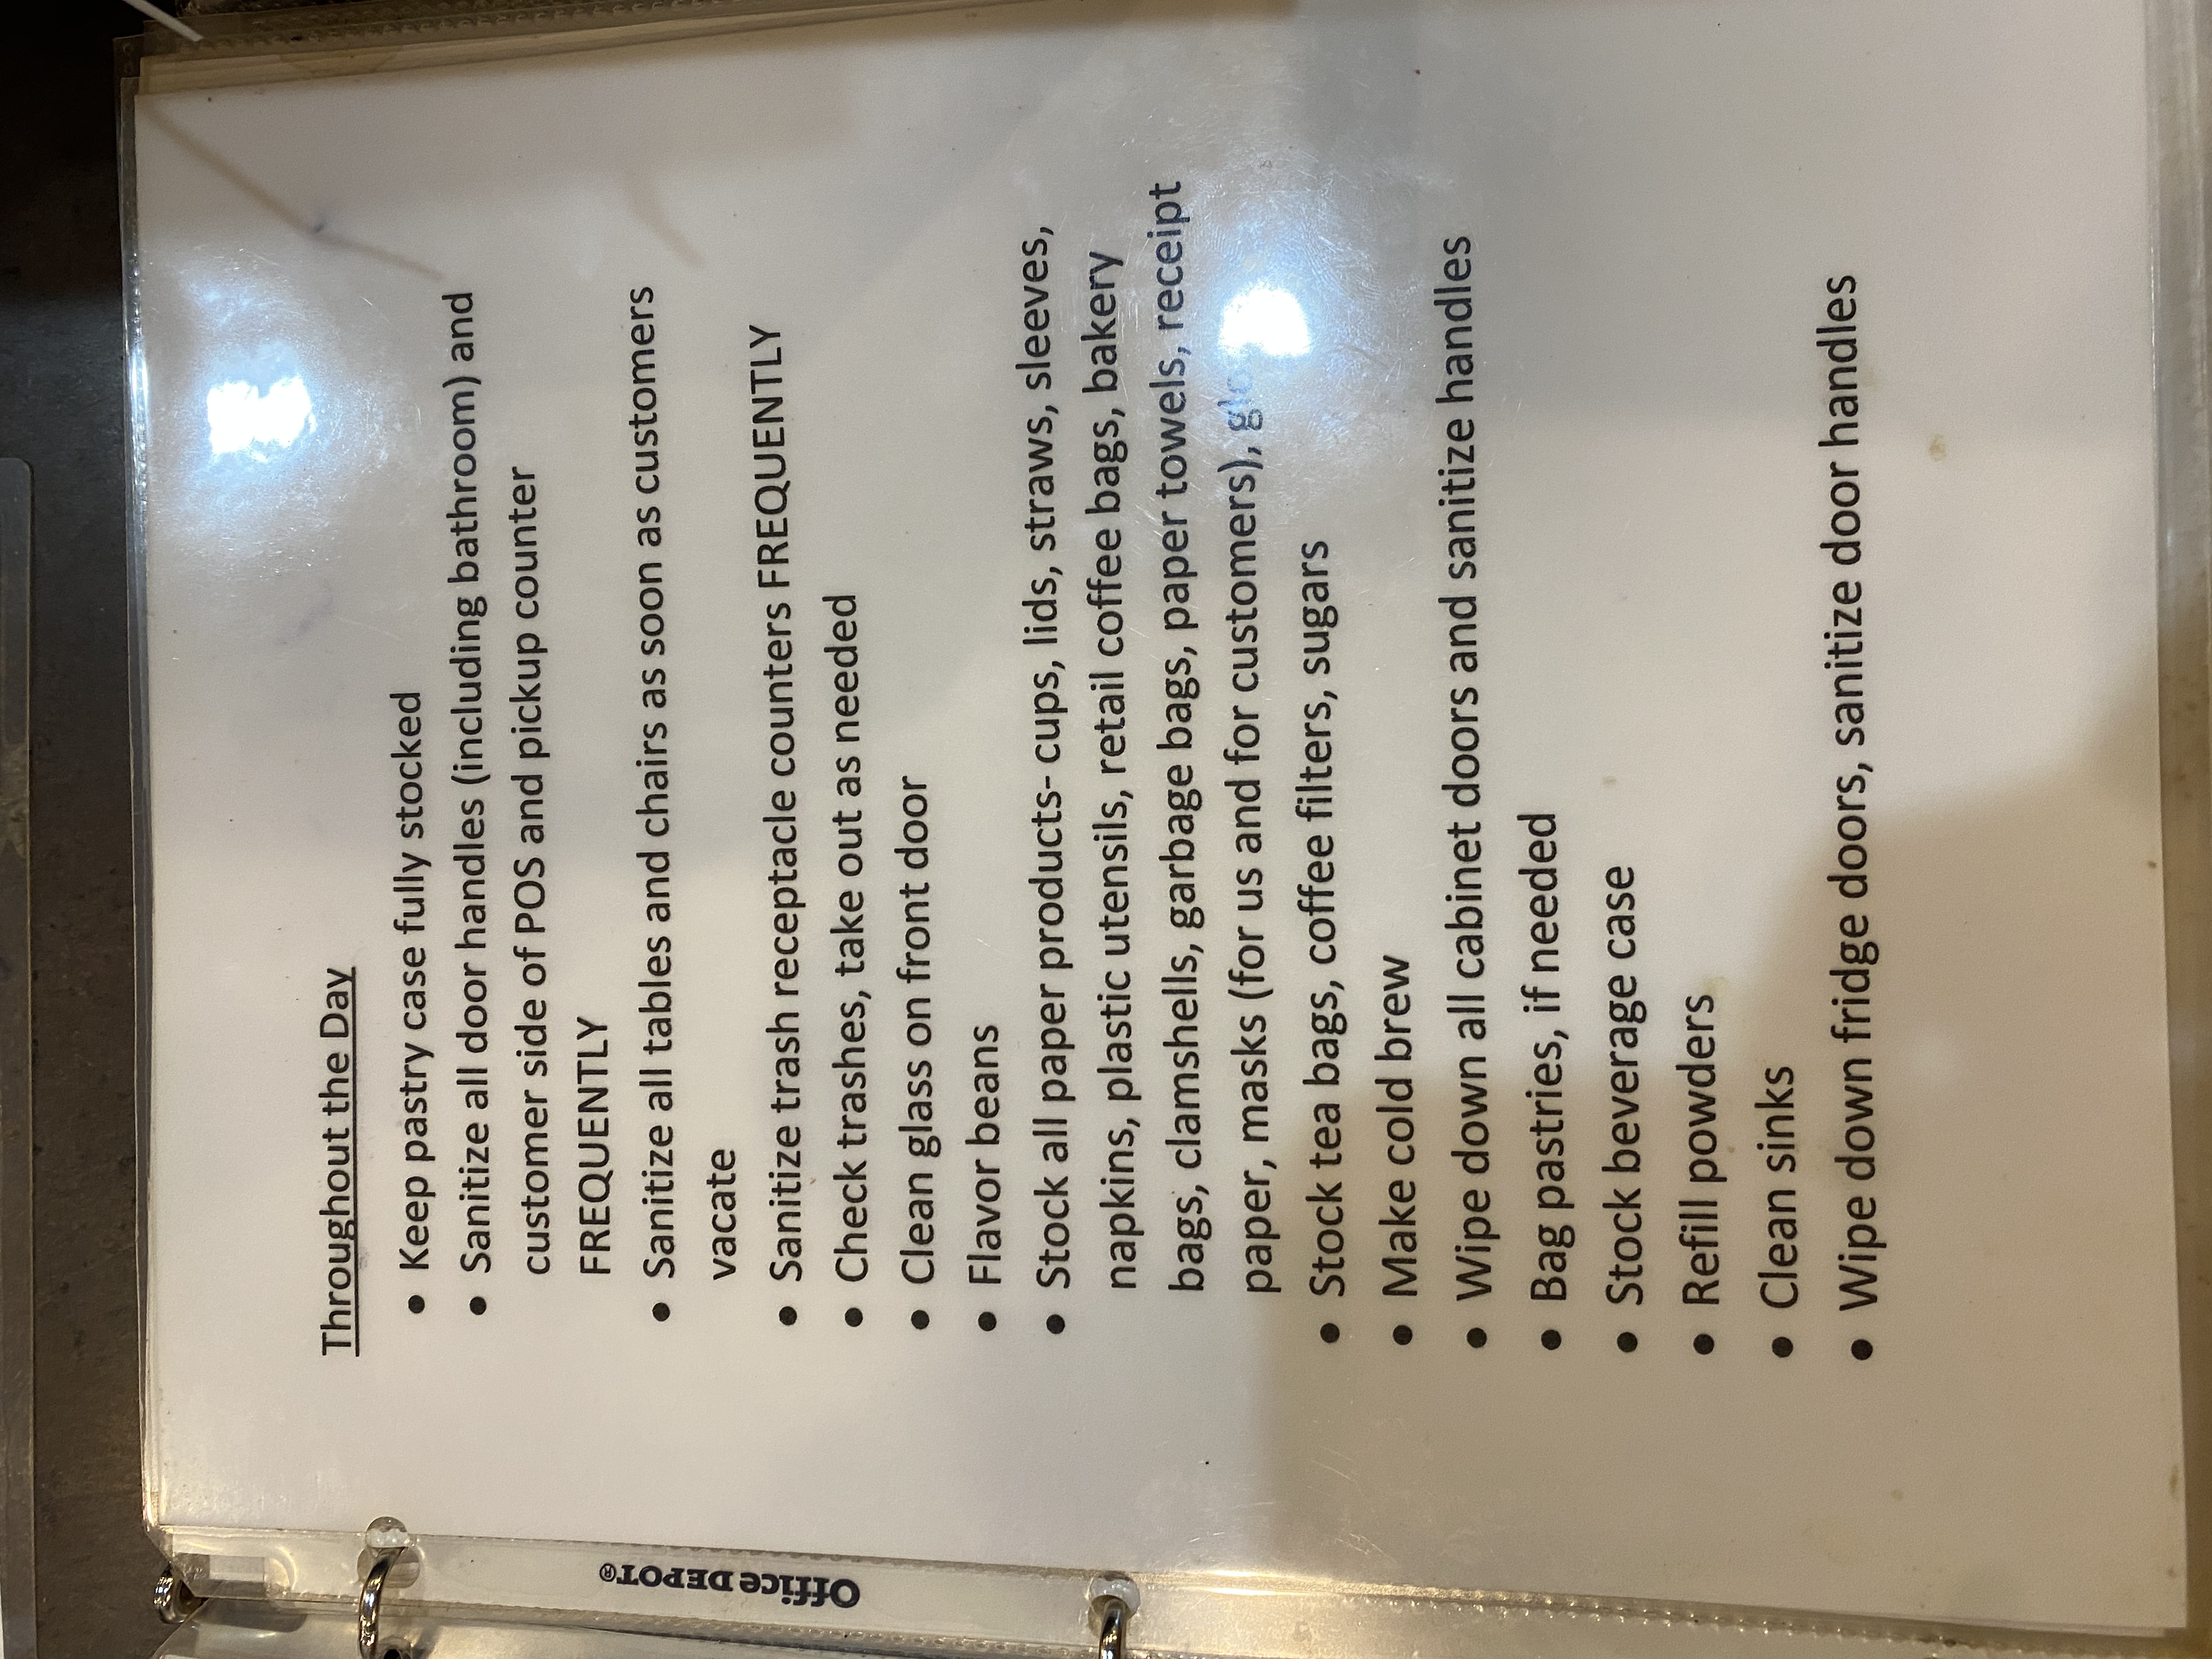 Throughout the Day
• Keep pastry case fully stocked
• Sanitize all door handles (including bathroom) and
customer side of POS and pickup counter
FREQUENTLY
• Sanitize all tables and chairs as soon as customers
vacate
• Sanitize trash receptacle counters FREQUENTLY
• Check trashes, take out as needed
• Clean glass on front door
• Flavor beans
• Stock all paper products- cups, lids, straws, sleeves,
napkins, plastic utensils, retail coffee bags, bakery
bags, clamshells, garbage bags, paper towels, receipt
paper, masks (for us and for customers),
• Stock tea bags, coffee filters, sugars
• Make cold brew
• Wipe down all cabinet doors and sanitize handles
• Bag pastries, if needed
• Stock beverage case
• Refill powders
• Clean sinks
• Wipe down fridge doors, sanitize door handles
Office DEPOT®